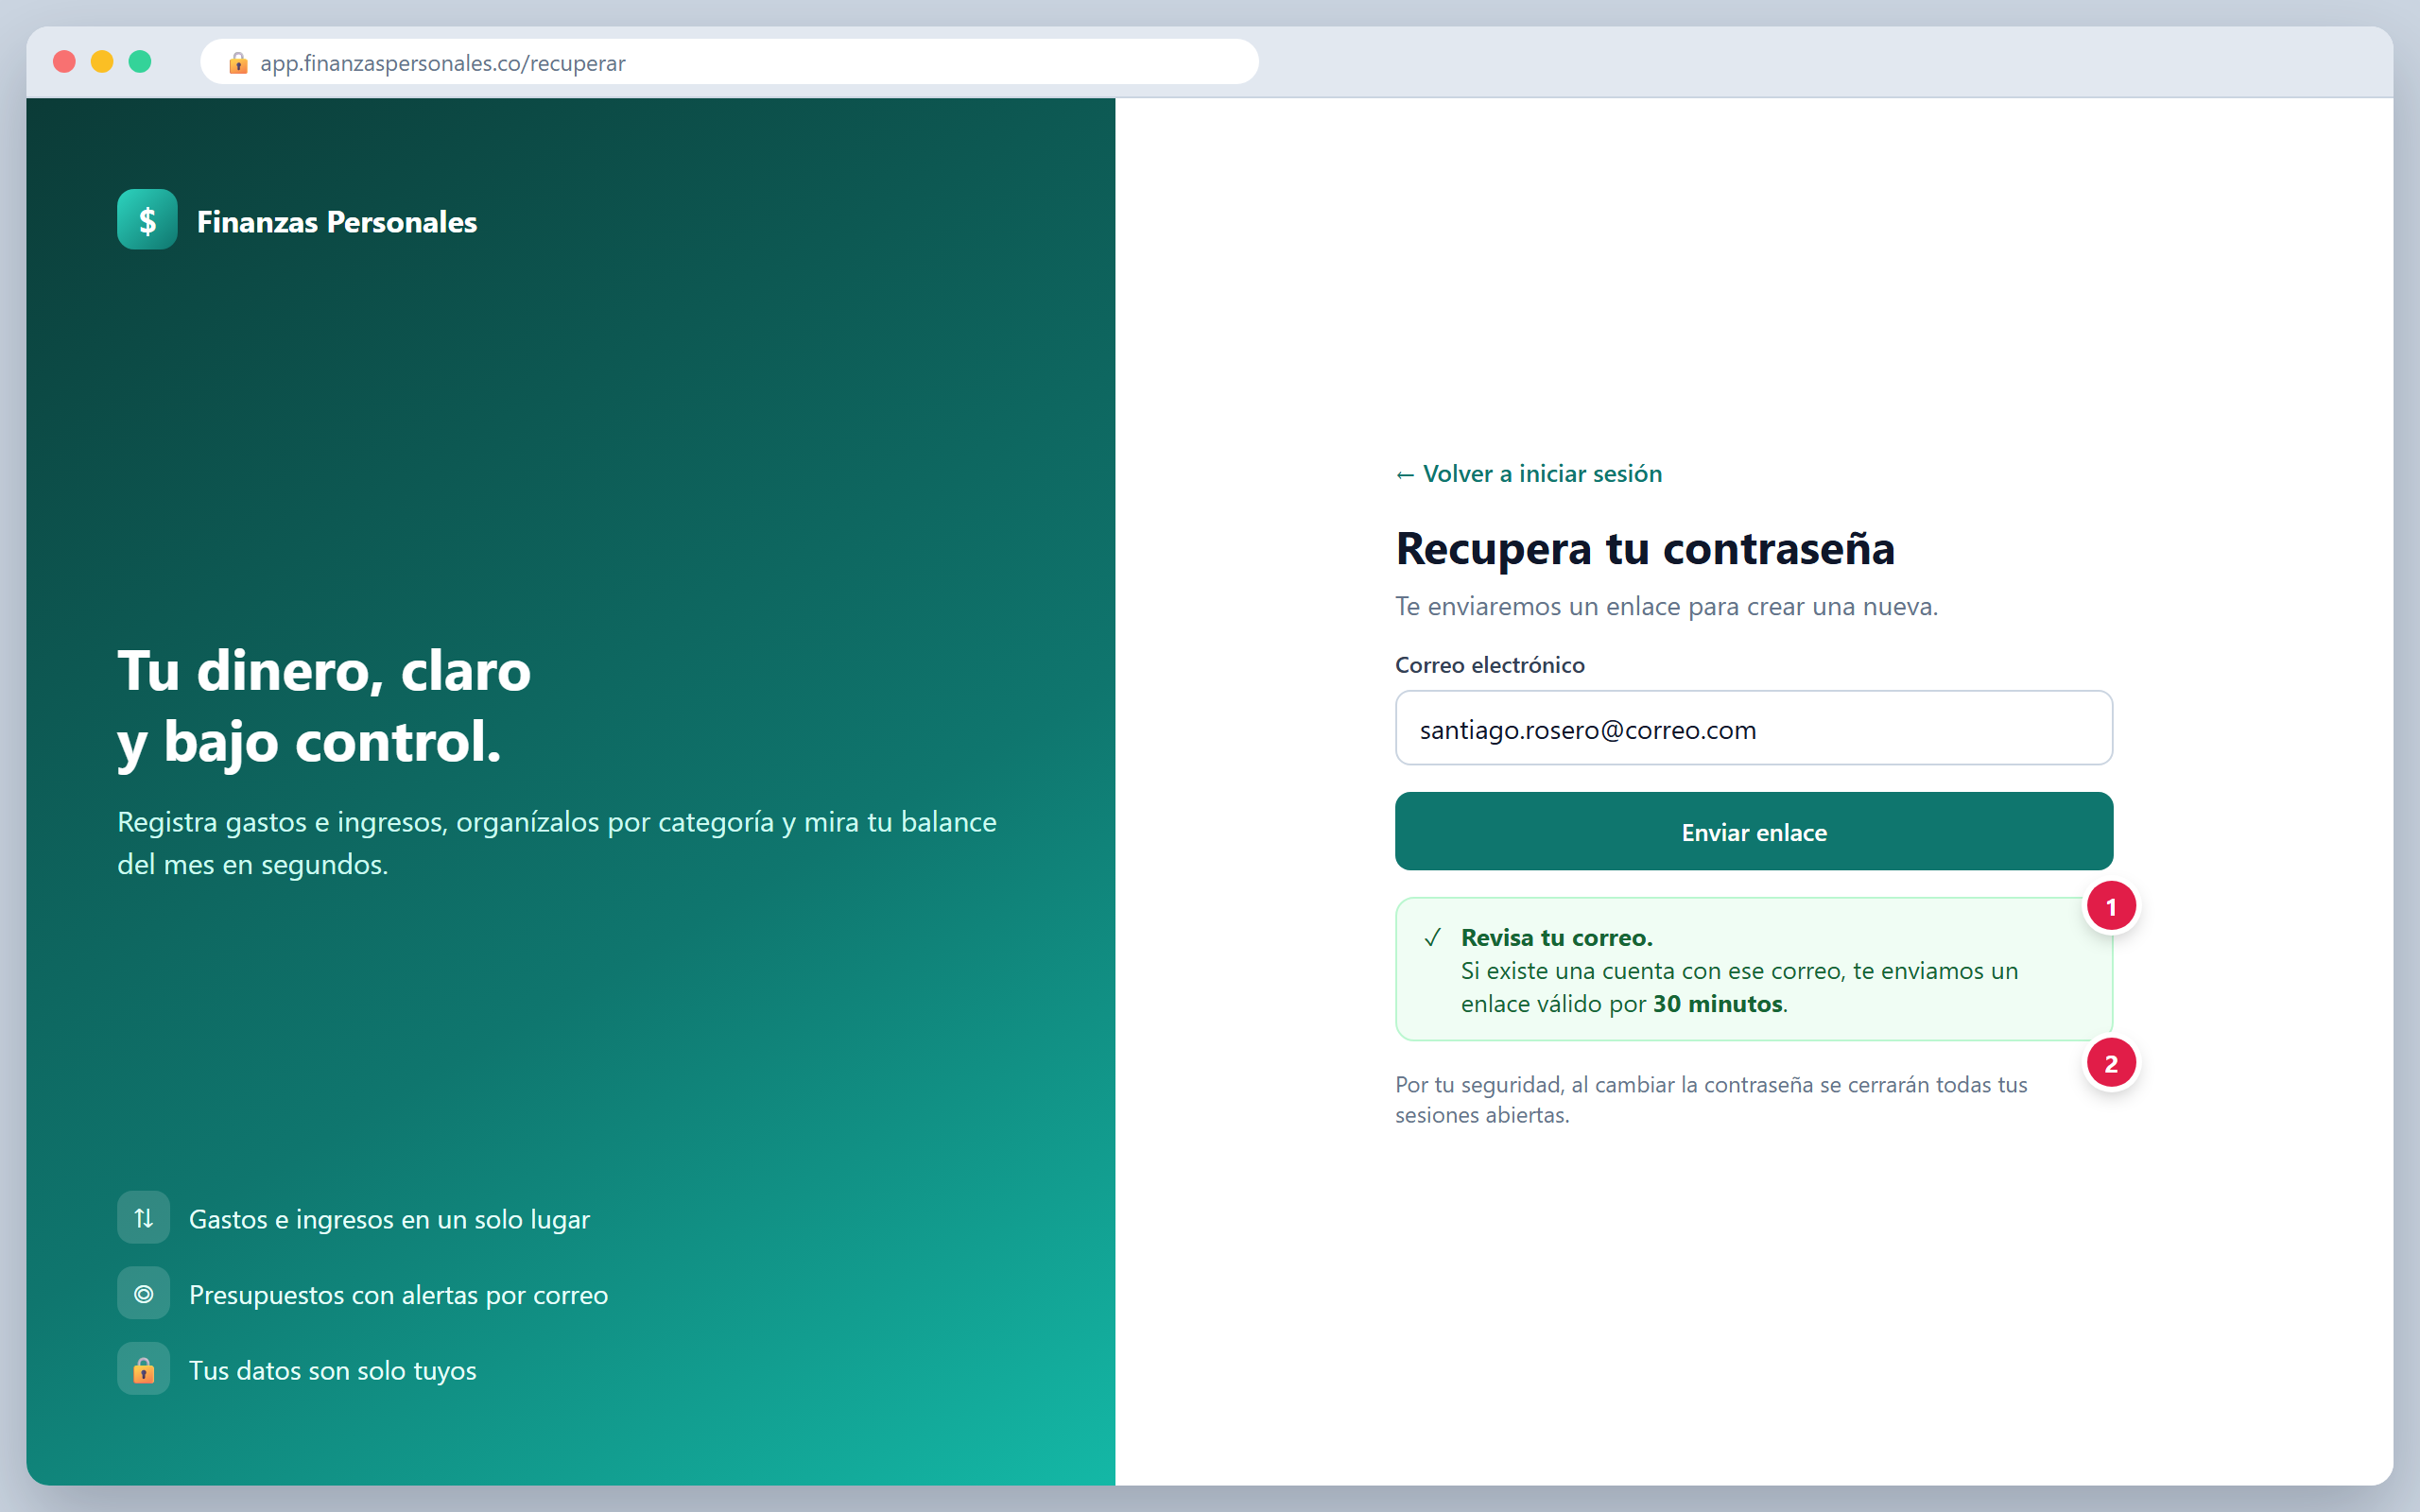 app.finanzaspersonales.co/recuperar
$ Finanzas Personales
Tu dinero, claro
y bajo control.
Registra gastos e ingresos, organízalos por categoría y mira tu balance
del mes en segundos.
Gastos e ingresos en un solo lugar
Presupuestos con alertas por correo
Tus datos son solo tuyos
← Volver a iniciar sesión
Recupera tu contraseña
Te enviaremos un enlace para crear una nueva.
Correo electrónico
santiago.rosero@correo.com
Enviar enlace
1
✓ Revisa tu correo.
Si existe una cuenta con ese correo, te enviamos un
enlace válido por 30 minutos.
2
Por tu seguridad, al cambiar la contraseña se cerrarán todas tus
sesiones abiertas.